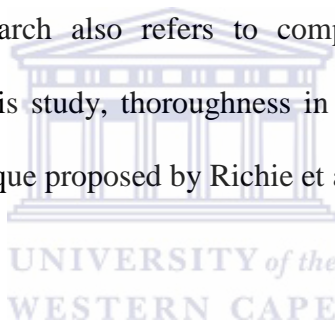 arch also refers to comp
is study, thoroughness in
que proposed by Richie et a
UNIVERSITY of the
WESTERN CAPE